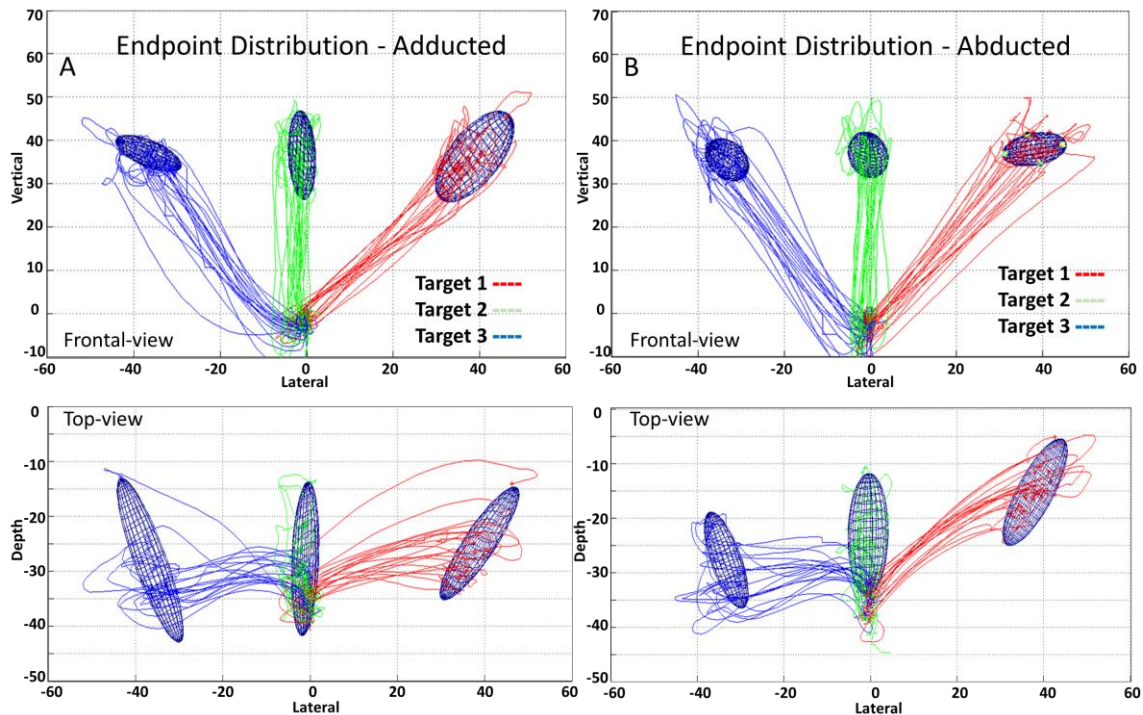 Endpoint Distribution - Adducted
A
70
60
50
40
30
20
10
0
-10
Vertical
Target 1
Target 2
Target 3
Frontal-view
-60
-40
-20
0
20
40
60
Lateral
Endpoint Distribution - Abducted
B
70
60
50
40
30
20
10
0
-10
Vertical
Target 1
Target 2
Target 3
Frontal-view
-60
-40
-20
0
20
40
60
Lateral
Top-view
0
-10
-20
-30
-40
-50
Depth
-60
-40
-20
0
20
40
60
Lateral
Top-view
0
-10
-20
-30
-40
-50
Depth
-60
-40
-20
0
20
40
60
Lateral